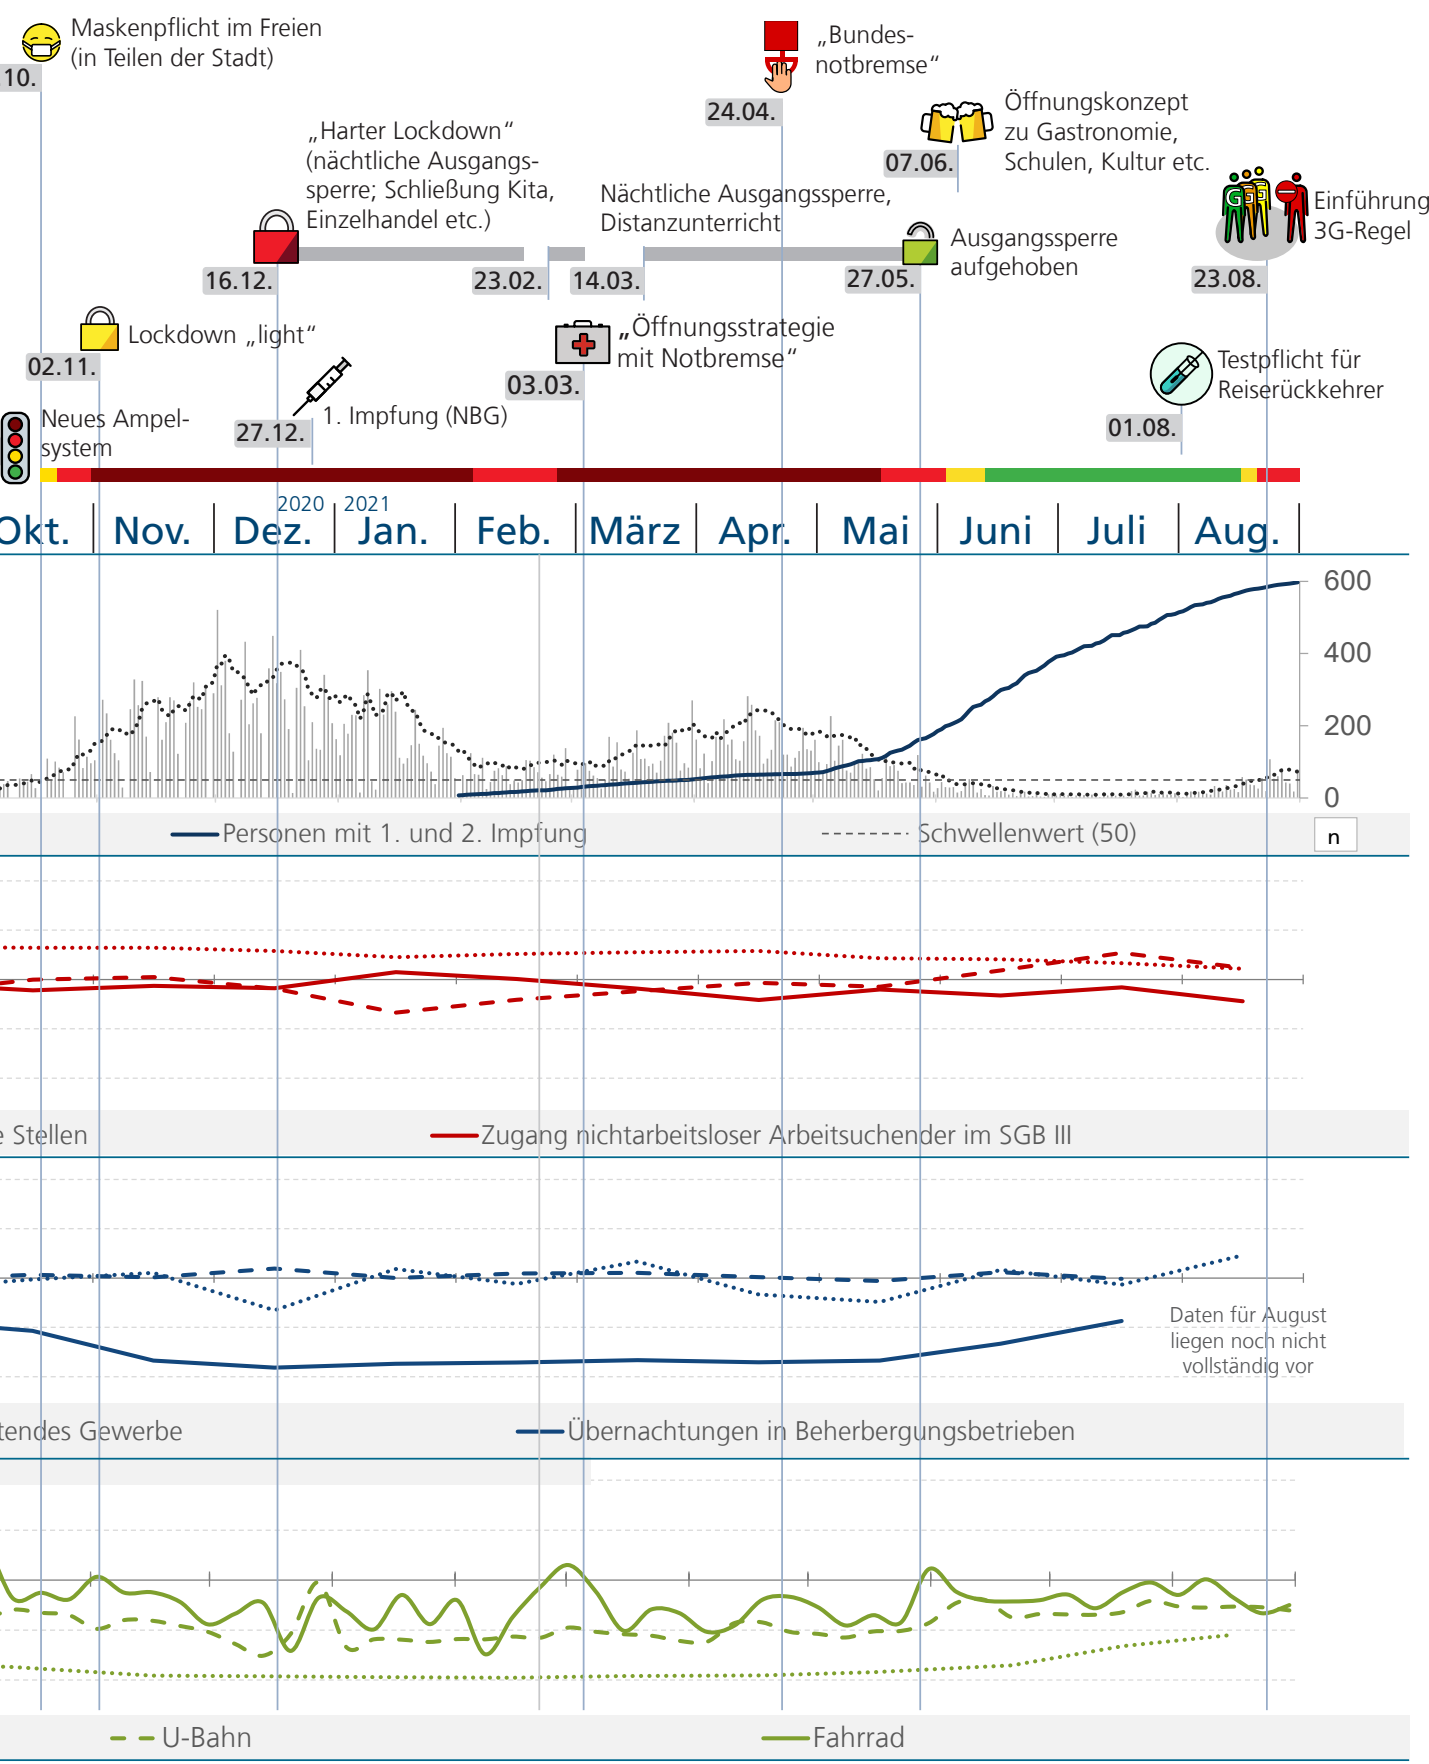 Maskenpflicht im Freien
(in Teilen der Stadt)
10.
„Bundes-
notbremse“
24.04.
Öffnungskonzept
zu Gastronomie,
Schulen, Kultur etc.
07.06.
„Harter Lockdown“
(nächtliche Ausgangs-
sperre; Schließung Kita,
Einzelhandel etc.)
16.12.
Nächtliche Ausgangssperre,
Distanzunterricht
23.02.
14.03.
Ausgangssperre
aufgehoben
27.05.
GGG
Einführung
3G-Regel
23.08.
Lockdown „light“
02.11.
„Öffnungsstrategie
mit Notbremse“
03.03.
Testpflicht für
Reiserückkehrer
01.08.
Neues Ampel-
system
1. Impfung (NBG)
27.12.
2020 2021
Okt. Nov. Dez. Jan. Feb. März Apr. Mai Juni Juli Aug.
600
400
200
0
Personen mit 1. und 2. Impfung Schwellenwert (50) n
e Stellen Zugang nichtarbeitsloser Arbeitsuchender im SGB III
Daten für August
liegen noch nicht
vollständig vor
tendes Gewerbe Übernachtungen in Beherbergungsbetrieben
U-Bahn Fahrrad